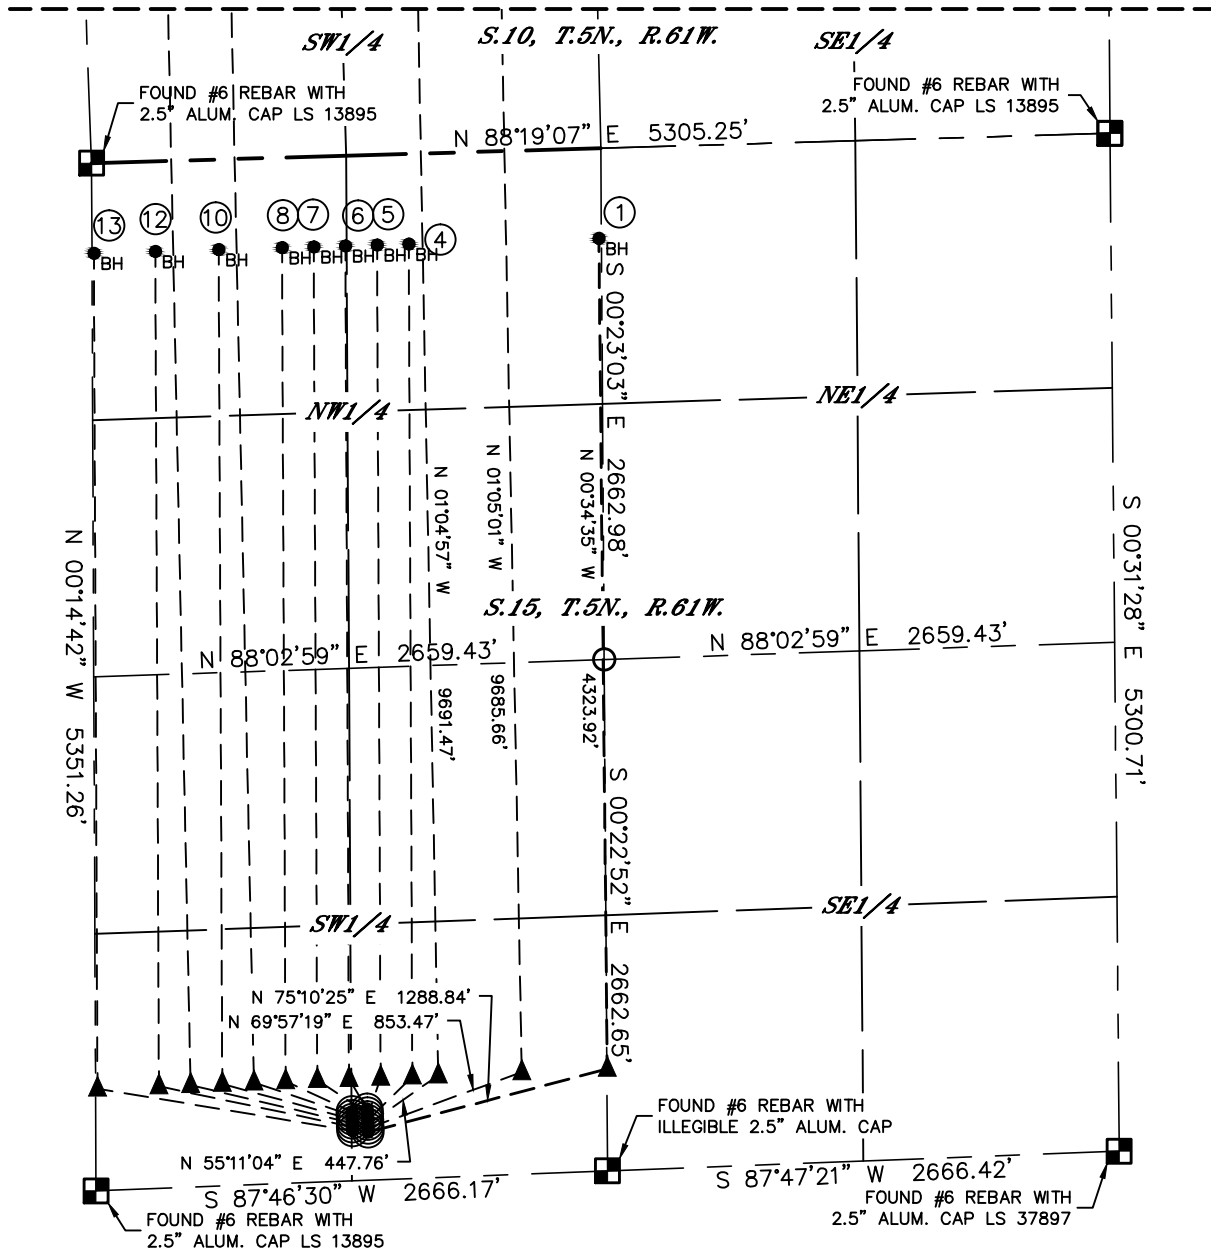 SW1/4
S.10, T.5N., R.61W.
SE1/4
FOUND #6 REBAR WITH
2.5" ALUM. CAP LS 13895
FOUND #6 REBAR WITH
2.5" ALUM. CAP LS 13895
N 88°19'07" E 5305.25'
13
12
10
8
7
6
5
4
1
BH
BH
BH
BH
BH
BH
BH
BH
BH
S 00°23'03" E 2662.98'
NW1/4
NE1/4
N 01°04'57" W
N 01°05'01" W
N 00°34'35" W
N 00°14'42" W 5351.26'
S 00°31'28" E 5300.71'
S.15, T.5N., R.61W.
N 88°02'59" E 2659.43'
N 88°02'59" E 2659.43'
9691.47'
9685.66'
4323.92'
S 00°22'52" E 2662.65'
SW1/4
SE1/4
N 75°10'25" E 1288.84'
N 69°57'19" E 853.47'
FOUND #6 REBAR WITH
ILLEGIBLE 2.5" ALUM. CAP
N 55°11'04" E 447.76'
S 87°46'30" W 2666.17'
S 87°47'21" W 2666.42'
FOUND #6 REBAR WITH
2.5" ALUM. CAP LS 37897
FOUND #6 REBAR WITH
2.5" ALUM. CAP LS 13895